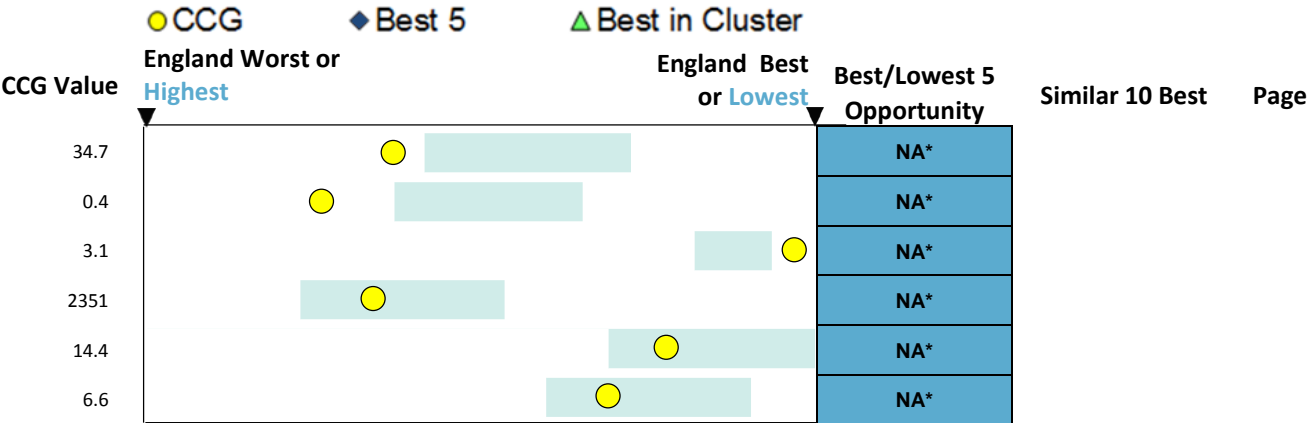 CCG Best 5 Best in Cluster
CCG Value England Worst or Highest England Best or Lowest Best/Lowest 5 Opportunity Similar 10 Best Page
34.7 NA*
0.4 NA*
3.1 NA*
2351 NA*
14.4 NA*
6.6 NA*